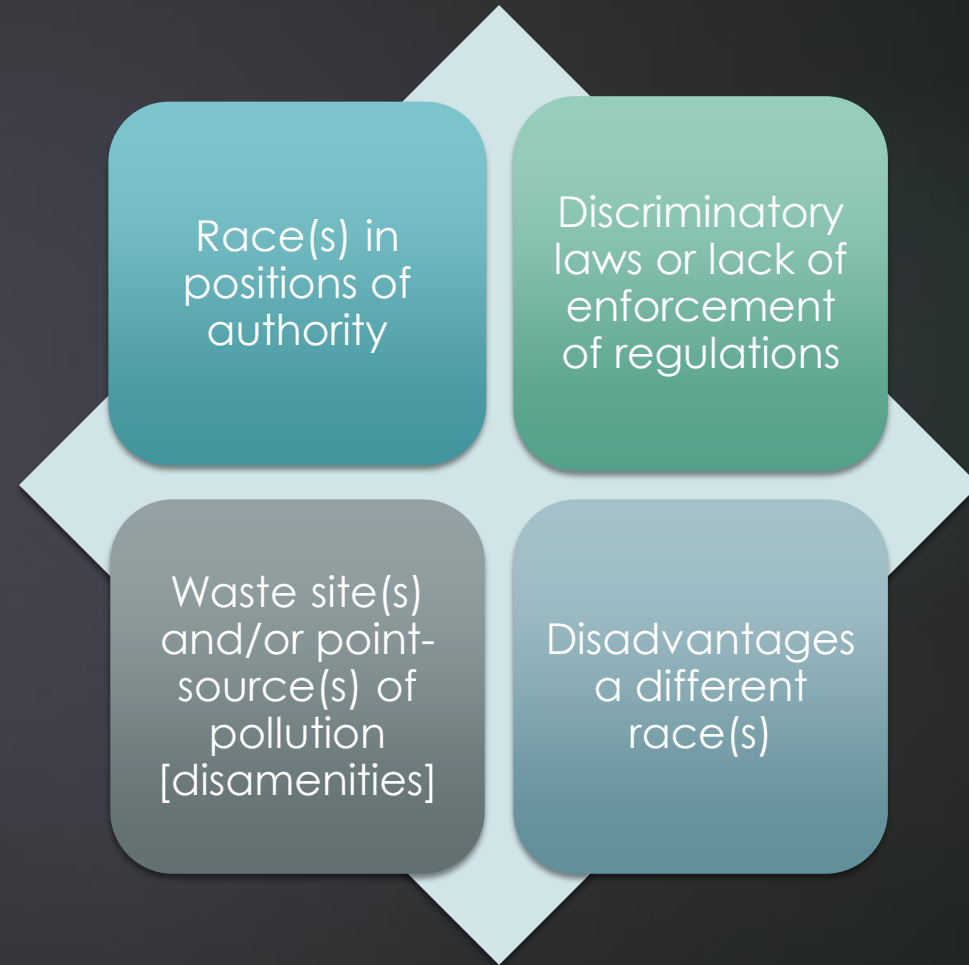 Race(s) in
positions of
authority
Discriminatory
laws or lack of
enforcement
of regulations
Waste site(s)
and/or point-
source(s) of
pollution
[disamenities]
Disadvantages
a different
race(s)